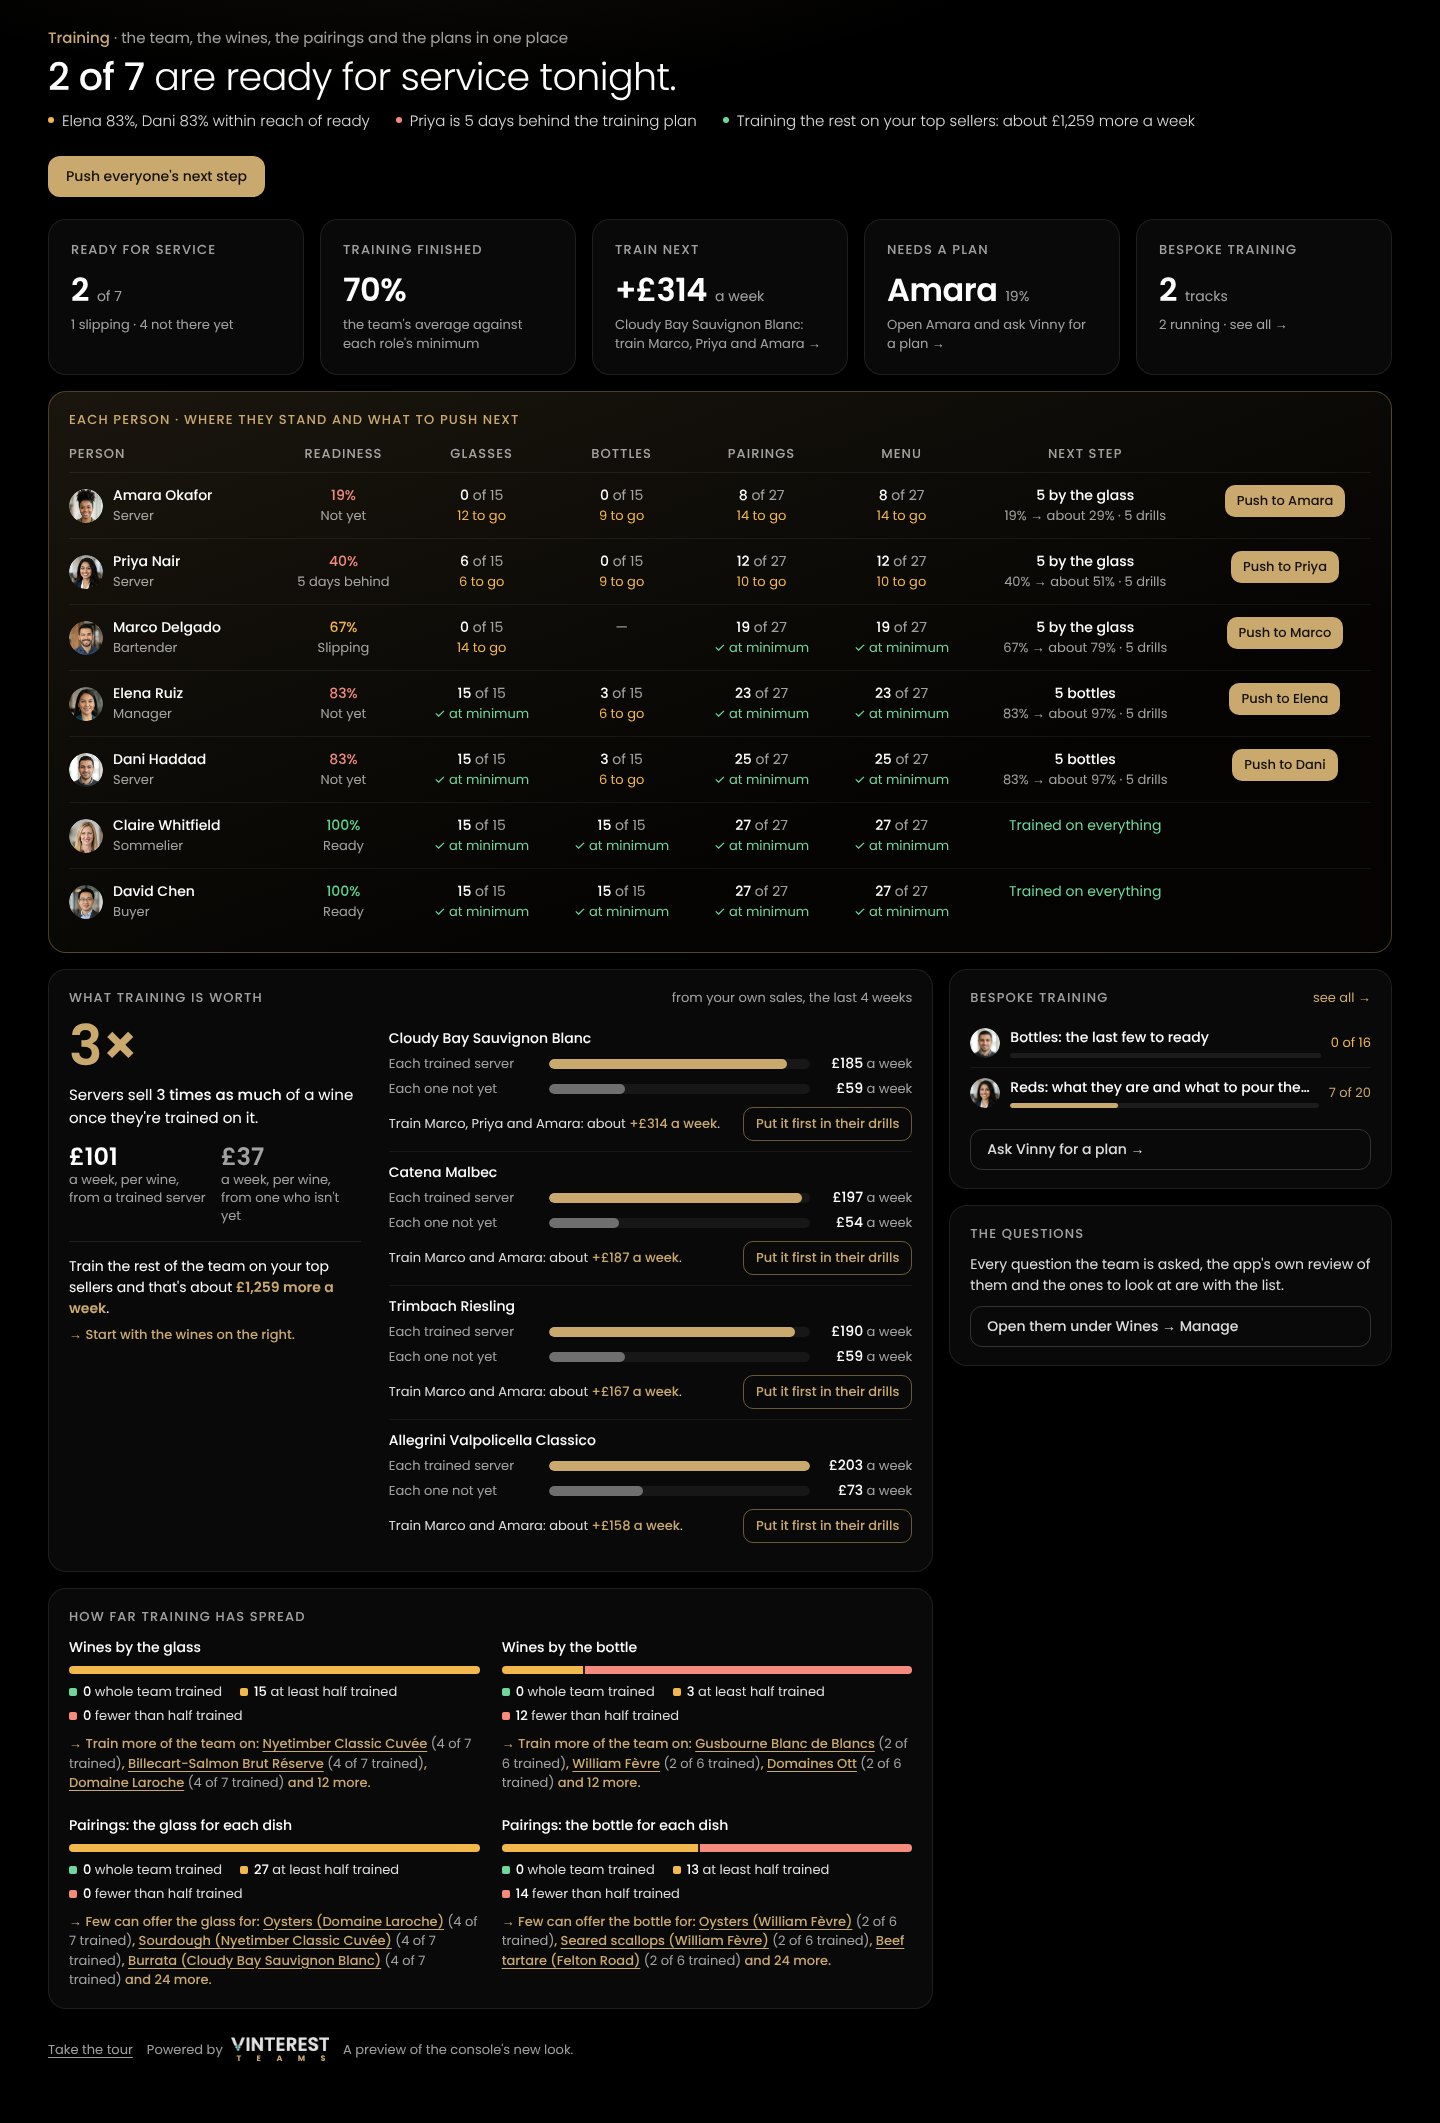 Training · the team, the wines, the pairings and the plans in one place
2 of 7 are ready for service tonight.
Elena 83%, Dani 83% within reach of ready
Priya is 5 days behind the training plan
Training the rest on your top sellers: about £1,259 more a week
Push everyone's next step
READY FOR SERVICE
2 of 7
1 slipping · 4 not there yet
TRAINING FINISHED
70%
the team's average against
each role's minimum
TRAIN NEXT
+£314 a week
Cloudy Bay Sauvignon Blanc:
train Marco, Priya and Amara →
NEEDS A PLAN
Amara 19%
Open Amara and ask Vinny for
a plan →
BESPOKE TRAINING
2 tracks
2 running · see all →
EACH PERSON · WHERE THEY STAND AND WHAT TO PUSH NEXT
PERSON READINESS GLASSES BOTTLES PAIRINGS MENU NEXT STEP
Amara Okafor 19% 0 of 15 0 of 15 8 of 27 8 of 27 5 by the glass Push to Amara
Server Not yet 12 to go 9 to go 14 to go 14 to go 19% → about 29% · 5 drills
Priya Nair 40% 6 of 15 0 of 15 12 of 27 12 of 27 5 by the glass Push to Priya
Server 5 days behind 6 to go 9 to go 10 to go 10 to go 40% → about 51% · 5 drills
Marco Delgado 67% 0 of 15 — 19 of 27 19 of 27 5 by the glass Push to Marco
Bartender Slipping 14 to go ✓ at minimum ✓ at minimum 67% → about 79% · 5 drills
Elena Ruiz 83% 15 of 15 3 of 15 23 of 27 23 of 27 5 bottles Push to Elena
Manager Not yet ✓ at minimum 6 to go ✓ at minimum ✓ at minimum 83% → about 97% · 5 drills
Dani Haddad 83% 15 of 15 3 of 15 25 of 27 25 of 27 5 bottles Push to Dani
Server Not yet ✓ at minimum 6 to go ✓ at minimum ✓ at minimum 83% → about 97% · 5 drills
Claire Whitfield 100% 15 of 15 15 of 15 27 of 27 27 of 27 Trained on everything
Sommelier Ready ✓ at minimum ✓ at minimum ✓ at minimum ✓ at minimum
David Chen 100% 15 of 15 15 of 15 27 of 27 27 of 27 Trained on everything
Buyer Ready ✓ at minimum ✓ at minimum ✓ at minimum ✓ at minimum
WHAT TRAINING IS WORTH
from your own sales, the last 4 weeks
3×
Servers sell 3 times as much of a wine
once they're trained on it.
£101
a week, per wine,
from a trained server
£37
a week, per wine,
from one who isn't
yet
Train the rest of the team on your top
sellers and that's about £1,259 more a
week.
→ Start with the wines on the right.
Cloudy Bay Sauvignon Blanc
Each trained server £185 a week
Each one not yet £59 a week
Train Marco, Priya and Amara: about +£314 a week. Put it first in their drills
Catena Malbec
Each trained server £197 a week
Each one not yet £54 a week
Train Marco and Amara: about +£187 a week. Put it first in their drills
Trimbach Riesling
Each trained server £190 a week
Each one not yet £59 a week
Train Marco and Amara: about +£167 a week. Put it first in their drills
Allegrini Valpolicella Classico
Each trained server £203 a week
Each one not yet £73 a week
Train Marco and Amara: about +£158 a week. Put it first in their drills
BESPOKE TRAINING see all →
Bottles: the last few to ready 0 of 16
Reds: what they are and what to pour the... 7 of 20
Ask Vinny for a plan →
THE QUESTIONS
Every question the team is asked, the app's own review of
them and the ones to look at are with the list.
Open them under Wines → Manage
HOW FAR TRAINING HAS SPREAD
Wines by the glass
0 whole team trained 15 at least half trained
0 fewer than half trained
→ Train more of the team on: Nyetimber Classic Cuvée (4 of 7
trained), Billecart-Salmon Brut Réserve (4 of 7 trained),
Domaine Laroche (4 of 7 trained) and 12 more.
Wines by the bottle
0 whole team trained 3 at least half trained
12 fewer than half trained
→ Train more of the team on: Gusbourne Blanc de Blancs (2 of
6 trained), William Fèvre (2 of 6 trained), Domaines Ott (2 of 6
trained) and 12 more.
Pairings: the glass for each dish
0 whole team trained 27 at least half trained
0 fewer than half trained
→ Few can offer the glass for: Oysters (Domaine Laroche) (4 of
7 trained), Sourdough (Nyetimber Classic Cuvée) (4 of 7
trained), Burrata (Cloudy Bay Sauvignon Blanc) (4 of 7
trained) and 24 more.
Pairings: the bottle for each dish
0 whole team trained 13 at least half trained
14 fewer than half trained
→ Few can offer the bottle for: Oysters (William Fèvre) (2 of 6
trained), Seared scallops (William Fèvre) (2 of 6 trained), Beef
tartare (Felton Road) (2 of 6 trained) and 24 more.
Take the tour Powered by VINTEREST TEAMS A preview of the console's new look.